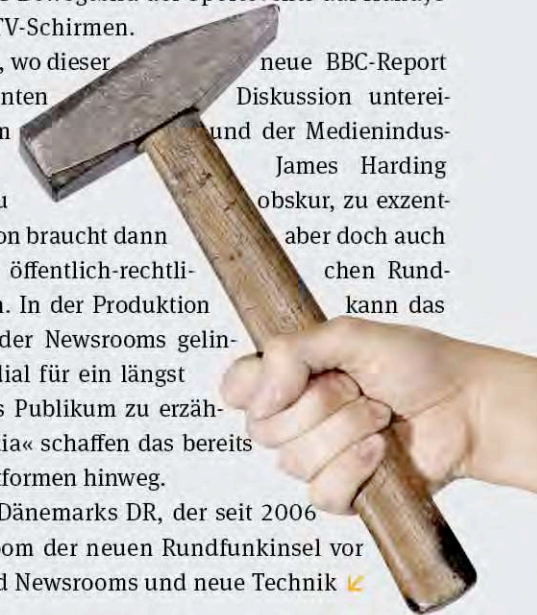 TV-Schirmen.
, wo dieser neue BBC-Report
nten Diskussion unterei-
n und der Medienindus-
James Harding
u obskur, zu exzent-
on braucht dann aber doch auch
öffentlich-rechtli- chen Rund-
n. In der Produktion kann das
der Newsrooms gelin-
dial für ein längst
s Publikum zu erzäh-
ia« schaffen das bereits
tformen hinweg.
Dänemarks DR, der seit 2006
oom der neuen Rundfunkinsel vor
d Newsrooms und neue Technik